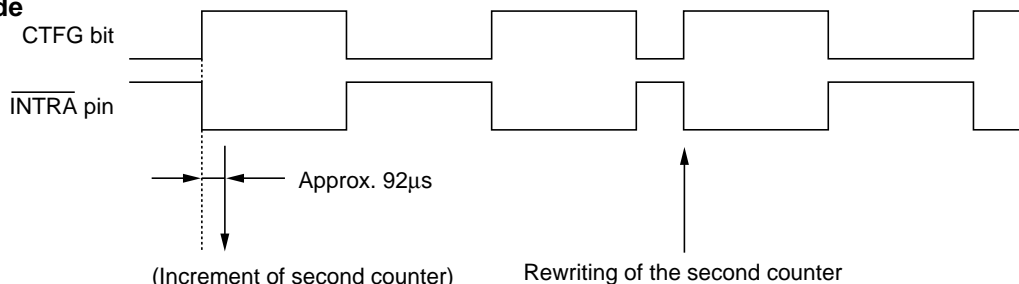 de
CTFG bit
INTRA pin
Approx. 92μs
(Increment of second counter)
Rewriting of the second counter